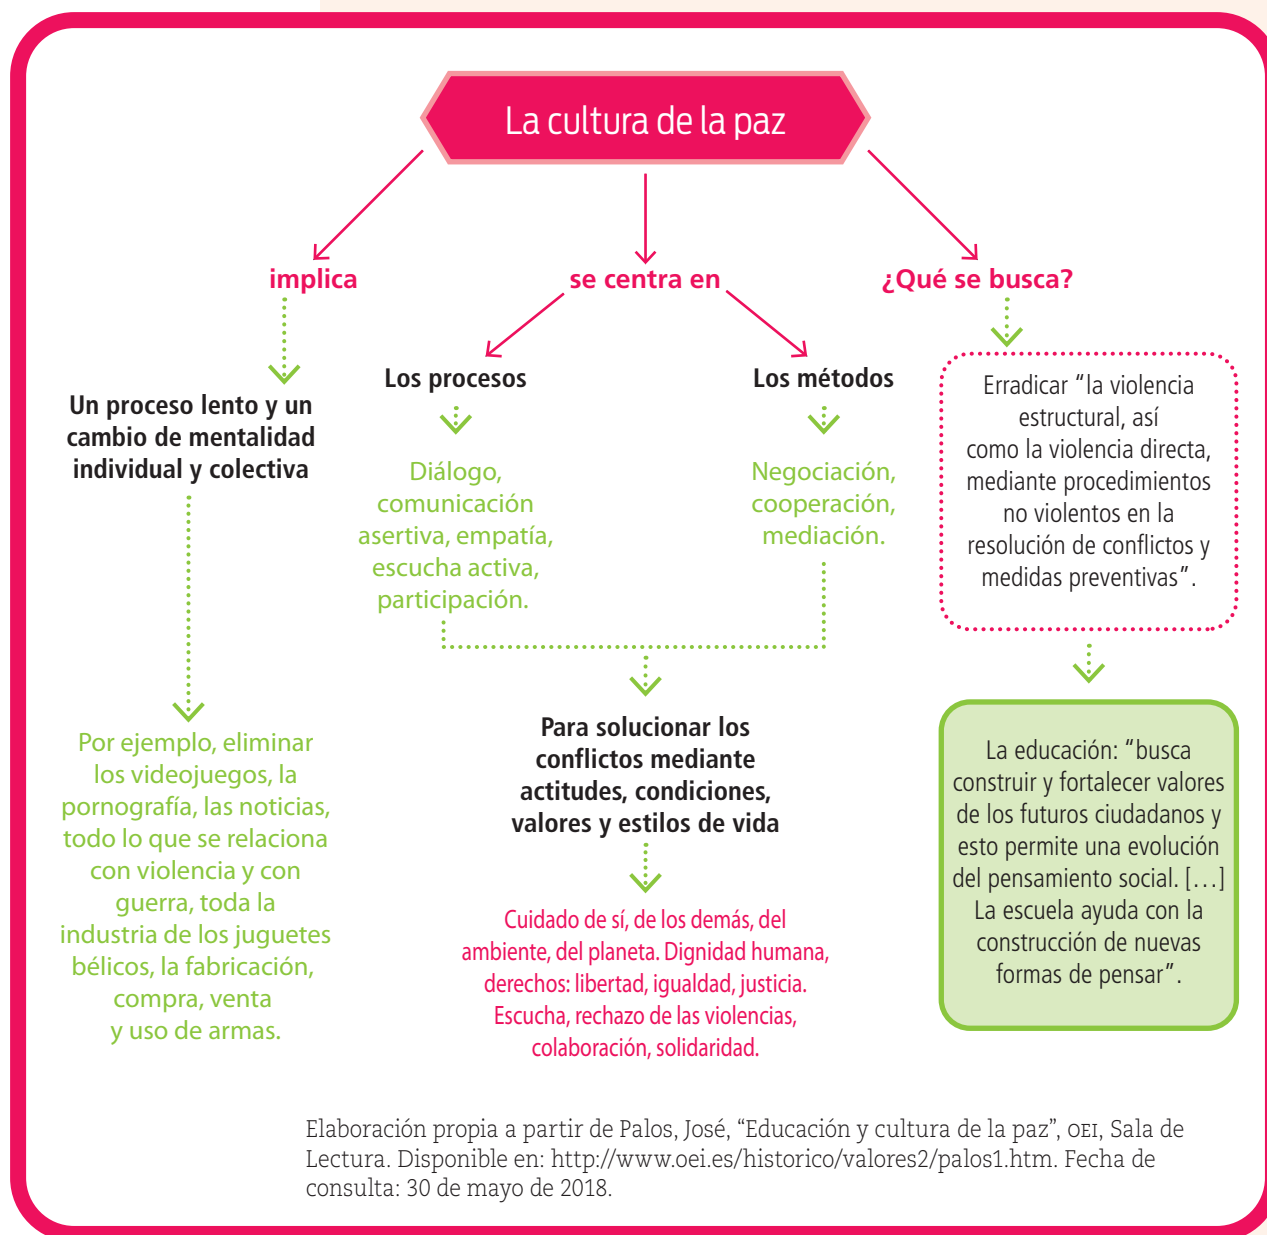 La cultura de la paz
implica
Un proceso lento y un
cambio de mentalidad
individual y colectiva
Por ejemplo, eliminar
los videojuegos, la
pornografía, las noticias,
todo lo que se relaciona
con violencia y con
guerra, toda la
industria de los juguetes
bélicos, la fabricación,
compra, venta
y uso de armas.
se centra en
Los procesos
Diálogo,
comunicación
asertiva, empatía,
escucha activa,
participación.
Los métodos
Negociación,
cooperación,
mediación.
Para solucionar los
conflictos mediante
actitudes, condiciones,
valores y estilos de vida
Cuidado de sí, de los demás, del
ambiente, del planeta. Dignidad humana,
derechos: libertad, igualdad, justicia.
Escucha, rechazo de las violencias,
colaboración, solidaridad.
¿Qué se busca?
Erradicar “la violencia
estructural, así
como la violencia directa,
mediante procedimientos
no violentos en la
resolución de conflictos y
medidas preventivas”.
La educación: “busca
construir y fortalecer valores
de los futuros ciudadanos y
esto permite una evolución
del pensamiento social. […]
La escuela ayuda con la
construcción de nuevas
formas de pensar”.
Elaboración propia a partir de Palos, José, “Educación y cultura de la paz”, OEI, Sala de
Lectura. Disponible en: http://www.oei.es/historico/valores2/palos1.htm. Fecha de
consulta: 30 de mayo de 2018.